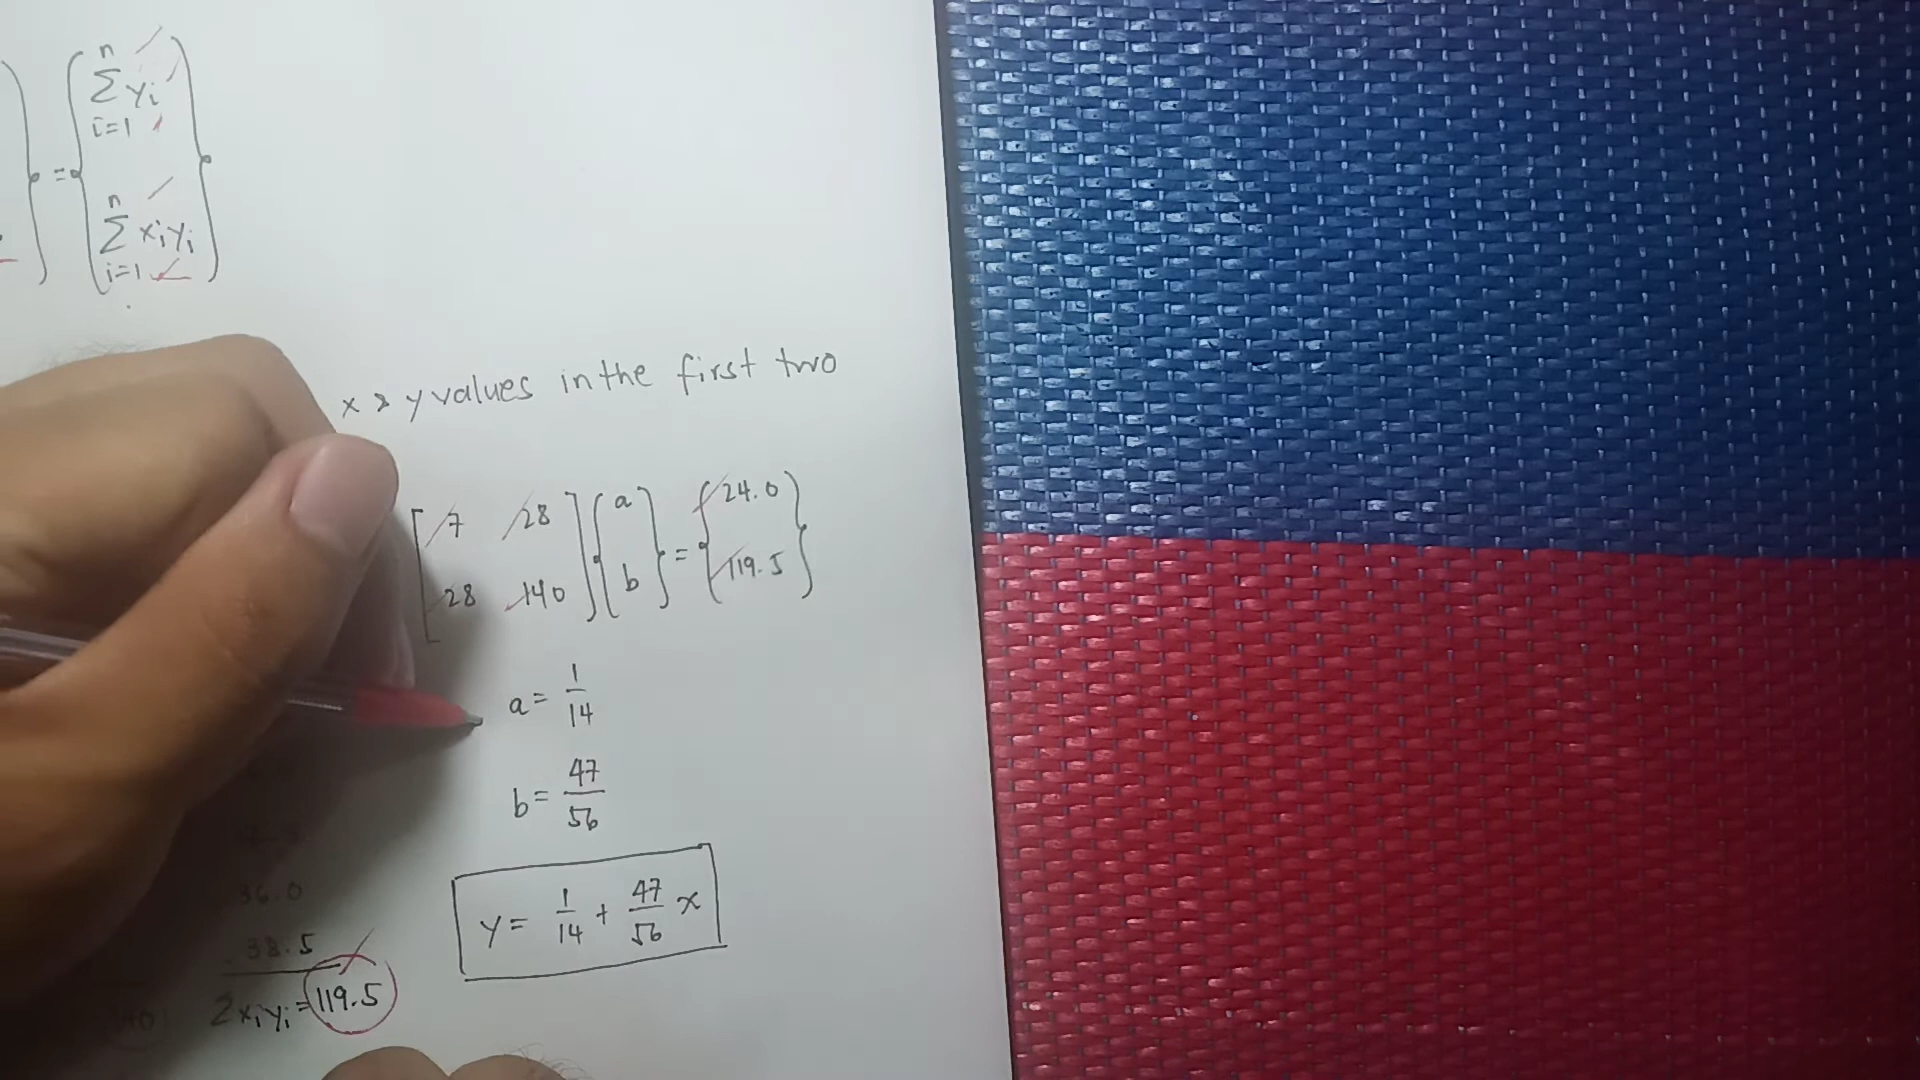 n
Σ yi
i=1
=
n
Σ xiyi
i=1
x & y values in the first two
7 28 a = 24.0
28 140 b 119.5
a = 1/14
b = 47/56
36.0
38.5
y = 1/14 + 47/56 x
Σxiyi = 119.5